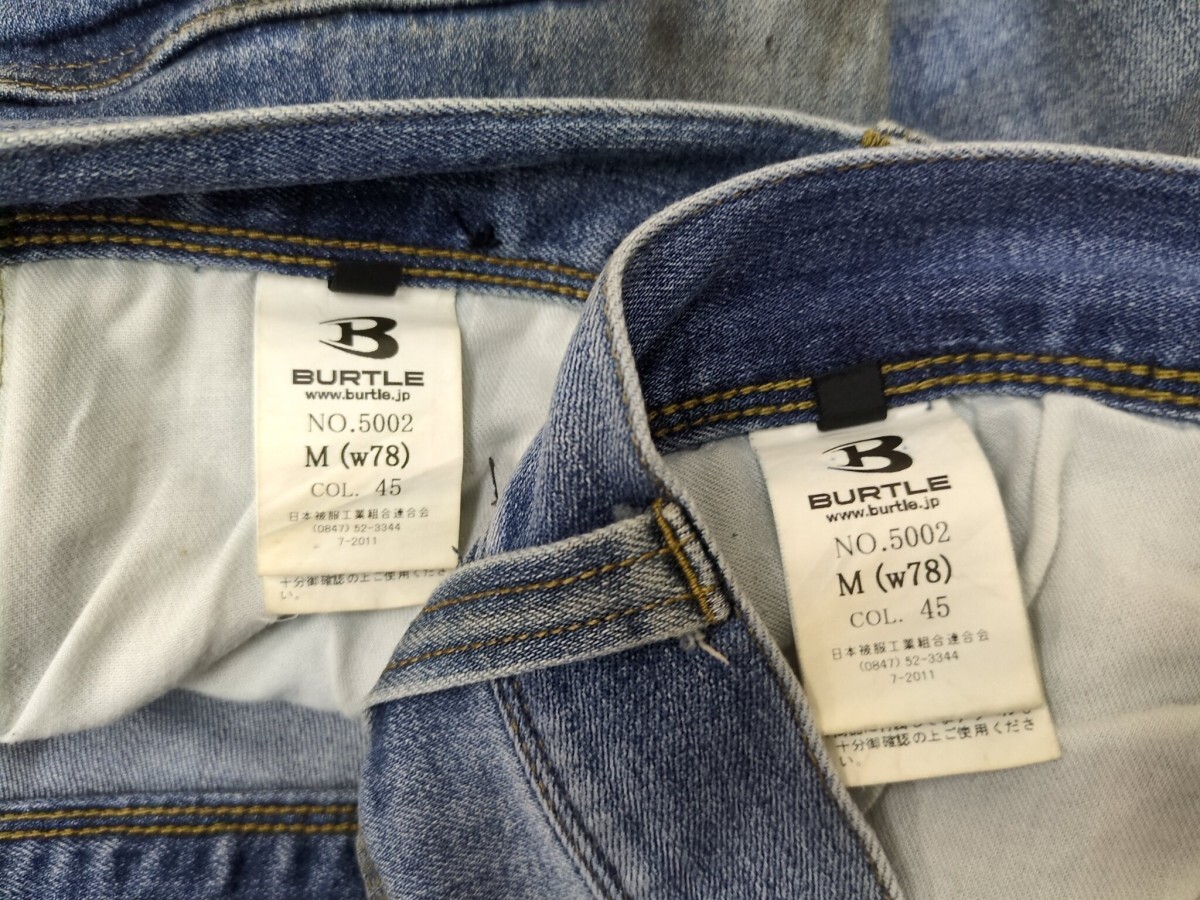 BURTLE
www.burtle.jp
NO.5002
M (w78)
COL. 45
日本被服工業組合連合会
(0847) 52-3344
7-2011
十分御確認の上ご使用くださ
い。
BURTLE
www.burtle.jp
NO.5002
M (w78)
COL. 45
日本被服工業組合連合会
(0847) 52-3344
7-2011
十分御確認の上ご使用くださ
い。